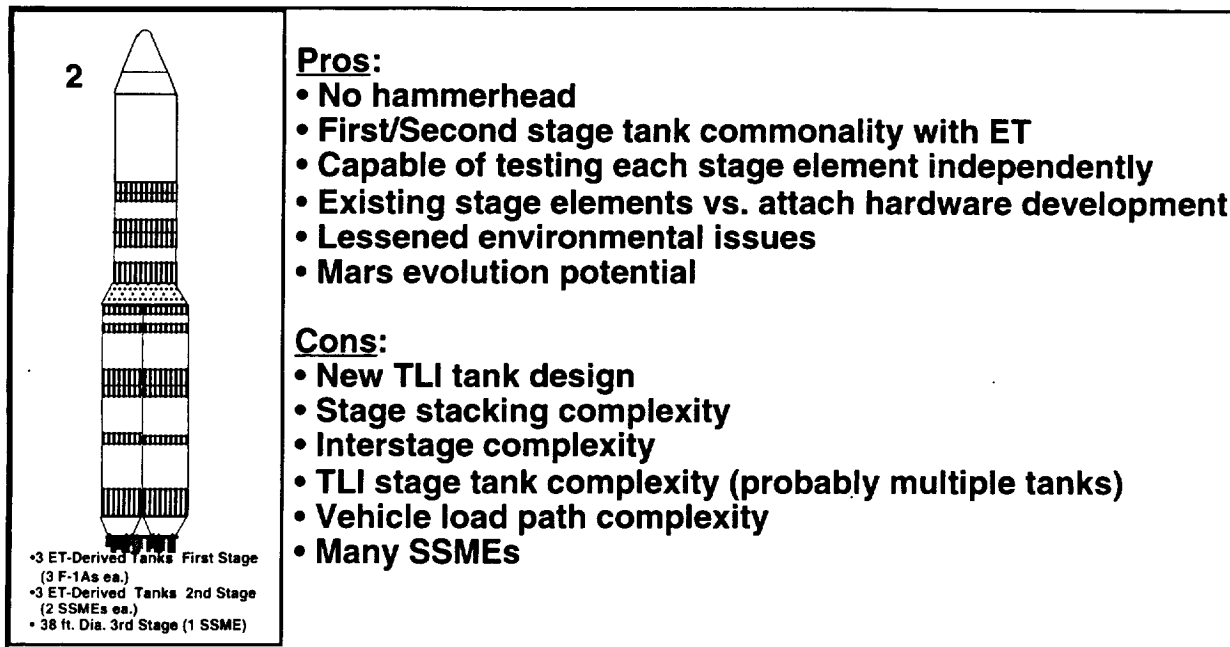 2
•3 ET-Derived Tanks First Stage
(3 F-1As ea.)
•3 ET-Derived Tanks 2nd Stage
(2 SSMEs ea.)
• 38 ft. Dia. 3rd Stage (1 SSME)
Pros:
• No hammerhead
• First/Second stage tank commonality with ET
• Capable of testing each stage element independently
• Existing stage elements vs. attach hardware development
• Lessened environmental issues
• Mars evolution potential
Cons:
• New TLI tank design
• Stage stacking complexity
• Interstage complexity
• TLI stage tank complexity (probably multiple tanks)
• Vehicle load path complexity
• Many SSMEs